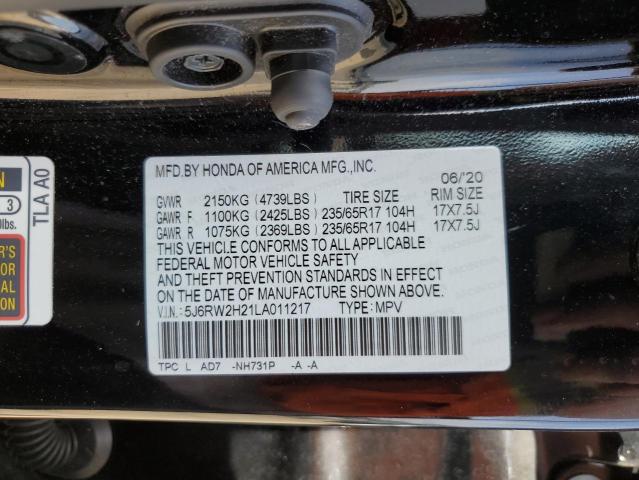 MFD.BY HONDA OF AMERICA MFG.,INC. 06/'20
GVWR 2150KG (4739LBS) TIRE SIZE RIM SIZE
GAWR F 1100KG (2425LBS) 235/65R17 104H 17X7.5J
GAWR R 1075KG (2369LBS) 235/65R17 104H 17X7.5J
THIS VEHICLE CONFORMS TO ALL APPLICABLE
FEDERAL MOTOR VEHICLE SAFETY
AND THEFT PREVENTION STANDARDS IN EFFECT
ON THE DATE OF MANUFACTURE SHOWN ABOVE.
V.I.N.: 5J6RW2H21LA011217 TYPE: MPV
TPC L AD7 -NH731P -A -A
TLA A0
3
lbs.